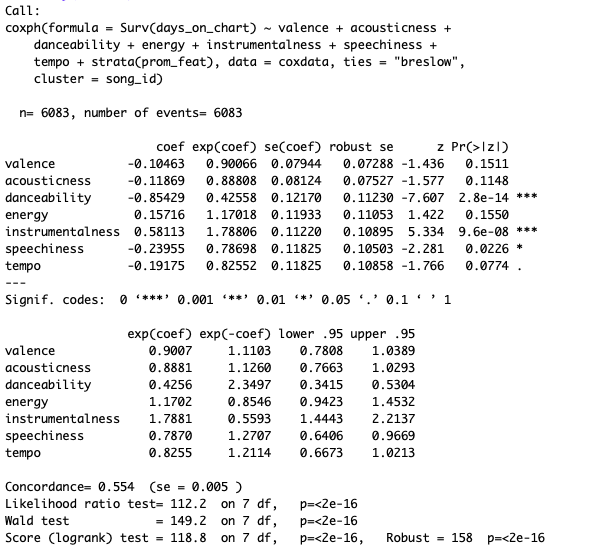 Call:
coxph(formula = Surv(days_on_chart) ~ valence + acousticness +
    danceability + energy + instrumentalness + speechiness +
    tempo + strata(prom_feat), data = coxdata, ties = "breslow",
    cluster = song_id)
  n= 6083, number of events= 6083
                     coef exp(coef) se(coef) robust se      z Pr(>|z|)
valence          -0.10463   0.90066  0.07944   0.07288 -1.436   0.1511
acousticness     -0.11869   0.88808  0.08124   0.07527 -1.577   0.1148
danceability     -0.85429   0.42558  0.12170   0.11230 -7.607  2.8e-14 ***
energy            0.15716   1.17018  0.11933   0.11053  1.422   0.1550
instrumentalness  0.58113   1.78806  0.11220   0.10895  5.334  9.6e-08 ***
speechiness      -0.23955   0.78698  0.11825   0.10503 -2.281   0.0226 *
tempo            -0.19175   0.82552  0.11825   0.10858 -1.766   0.0774 .
---
Signif. codes:  0 ‘***’ 0.001 ‘**’ 0.01 ‘*’ 0.05 ‘.’ 0.1 ‘ ’ 1
                 exp(coef) exp(-coef) lower .95 upper .95
valence             0.9007     1.1103    0.7808    1.0389
acousticness        0.8881     1.1260    0.7663    1.0293
danceability        0.4256     2.3497    0.3415    0.5304
energy              1.1702     0.8546    0.9423    1.4532
instrumentalness    1.7881     0.5593    1.4443    2.2137
speechiness         0.7870     1.2707    0.6406    0.9669
tempo               0.8255     1.2114    0.6673    1.0213
Concordance= 0.554  (se = 0.005 )
Likelihood ratio test= 112.2  on 7 df,   p=<2e-16
Wald test            = 149.2  on 7 df,   p=<2e-16
Score (logrank) test = 118.8  on 7 df,   p=<2e-16,   Robust = 158  p=<2e-16